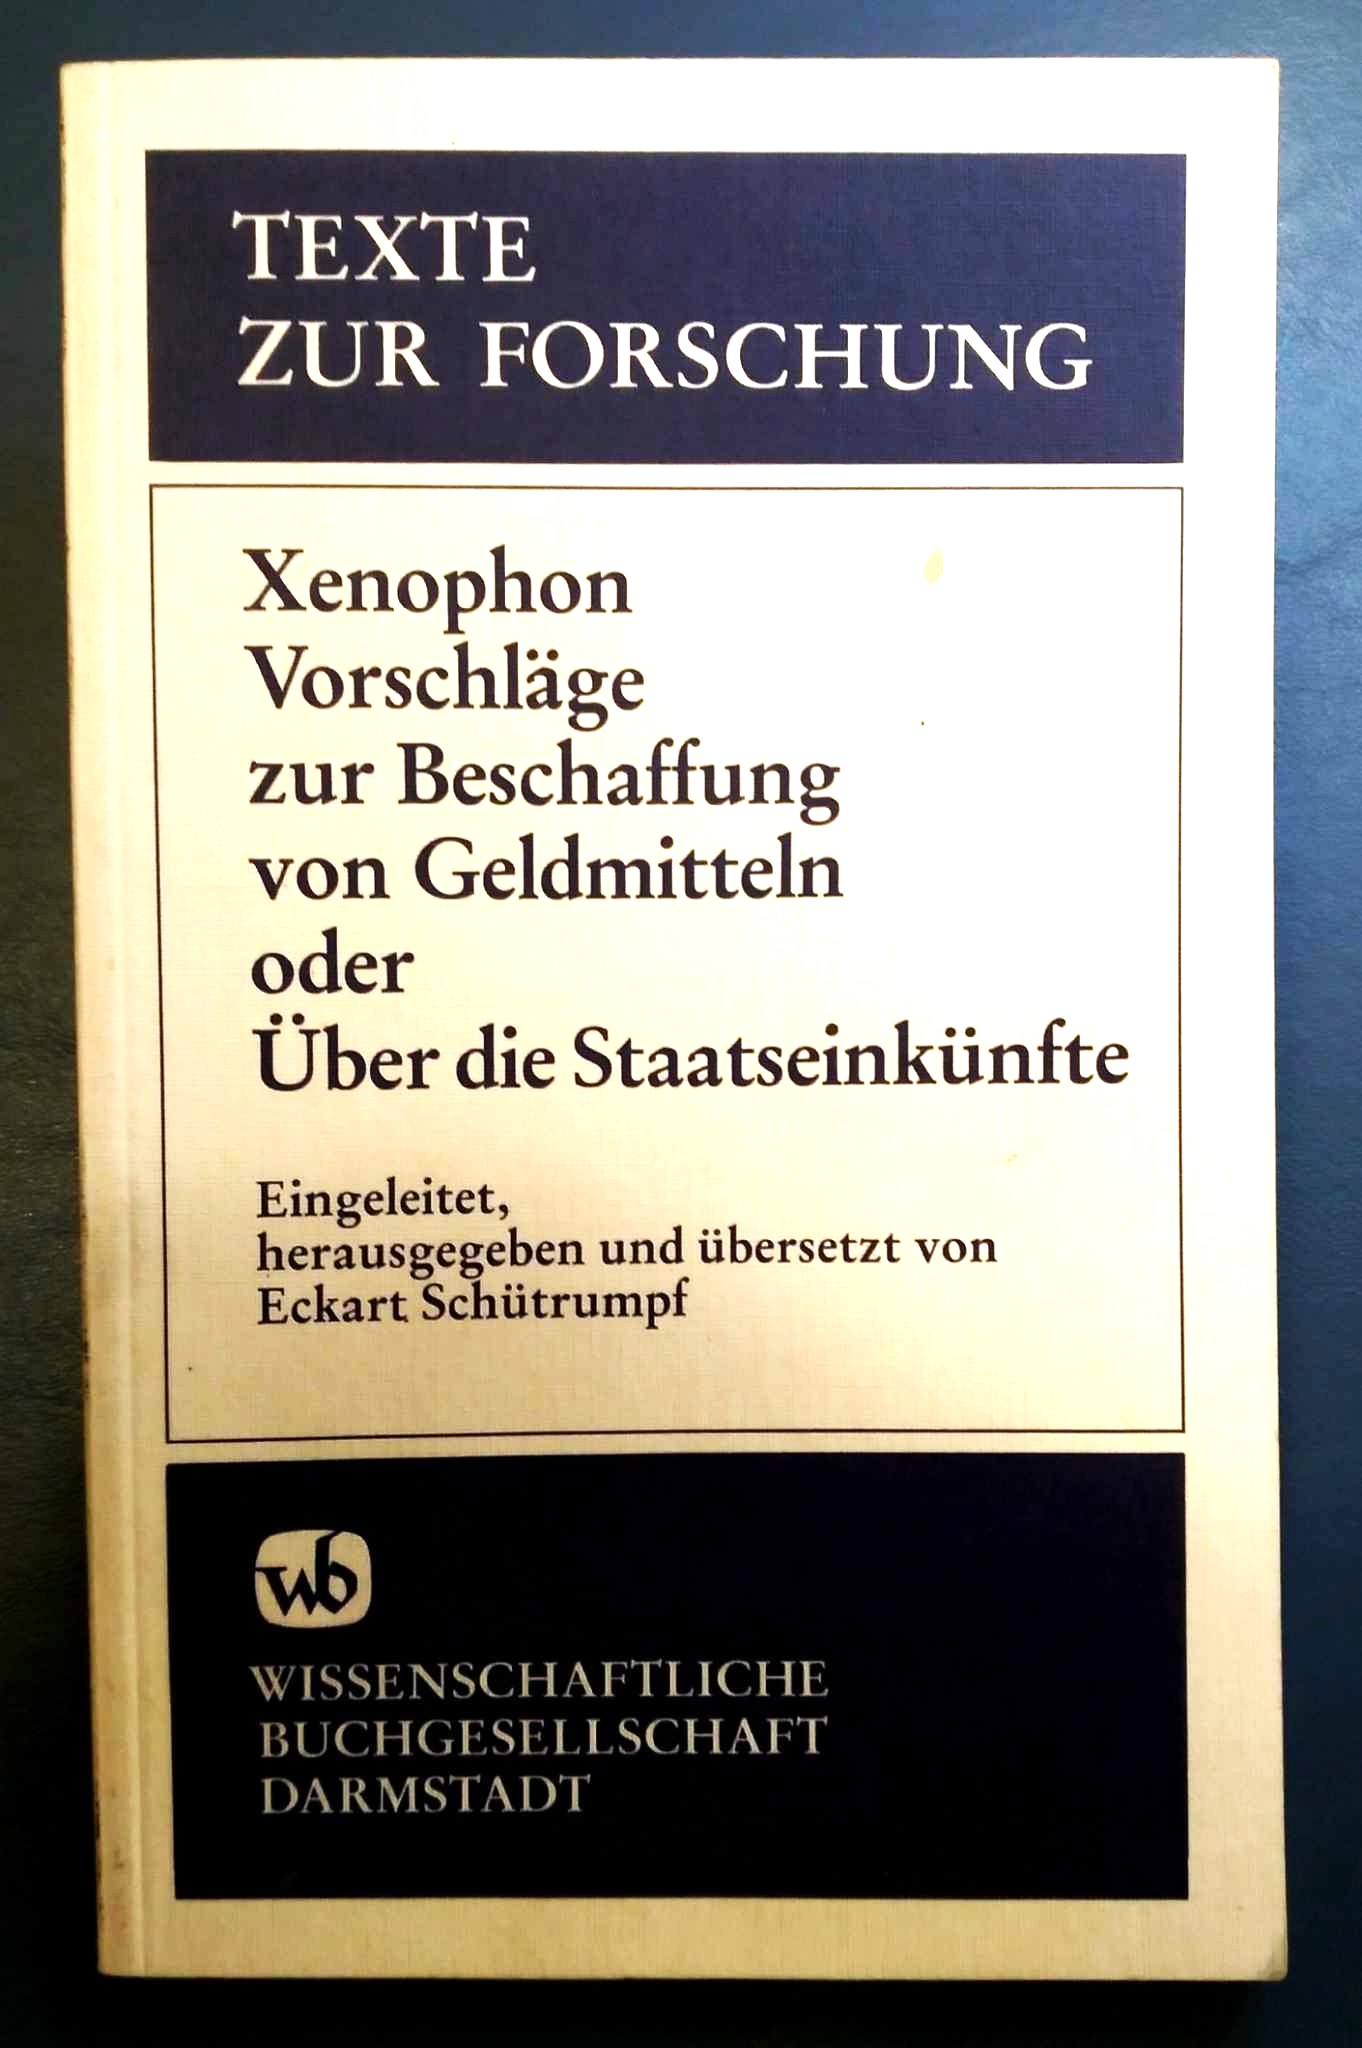 TEXTE
ZUR FORSCHUNG
Xenophon
Vorschläge
zur Beschaffung
von Geldmitteln
oder
Über die Staatseinkünfte
Eingeleitet,
herausgegeben und übersetzt von
Eckart Schütrumpf
wb
WISSENSCHAFTLICHE
BUCHGESELLSCHAFT
DARMSTADT